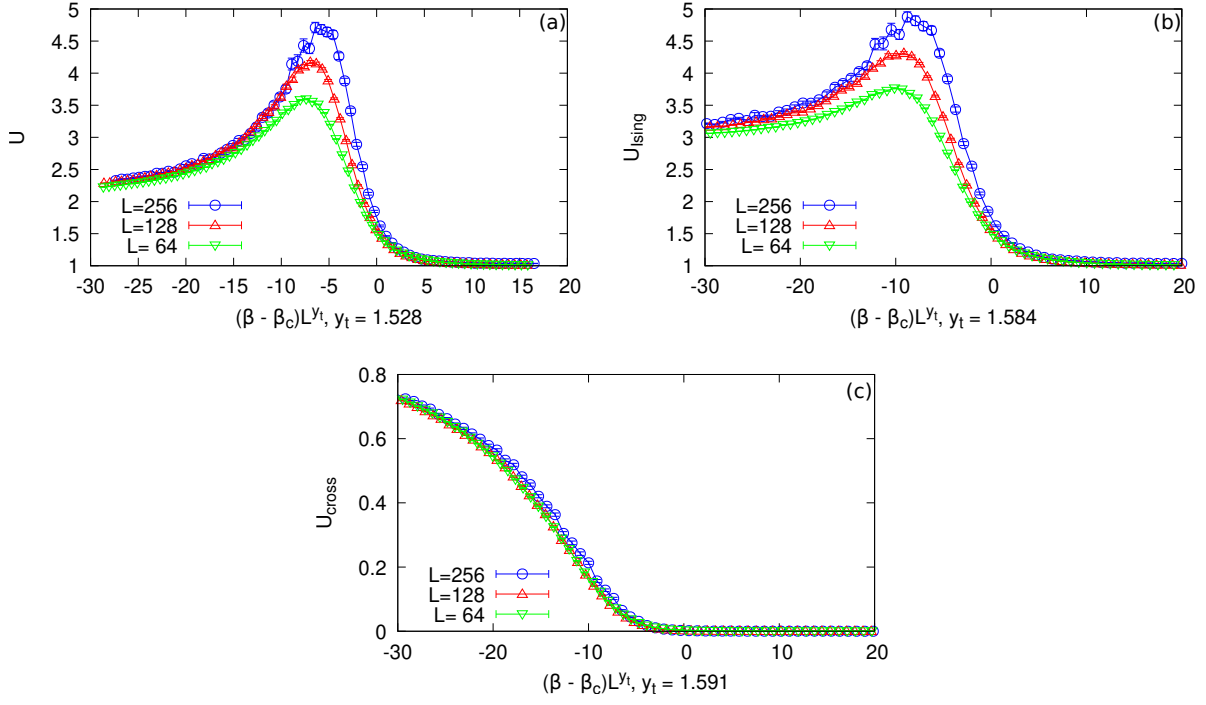 (a)
U
5
4.5
4
3.5
3
2.5
2
1.5
1
L=256
L=128
L= 64
-30 -25 -20 -15 -10 -5 0 5 10 15 20
(β - βc)L^yt, yt = 1.528
(b)
UIsing
5
4.5
4
3.5
3
2.5
2
1.5
1
L=256
L=128
L= 64
-30 -20 -10 0 10 20
(β - βc)L^yt, yt = 1.584
(c)
Ucross
0.8
0.6
0.4
0.2
0
L=256
L=128
L= 64
-30 -20 -10 0 10 20
(β - βc)L^yt, yt = 1.591